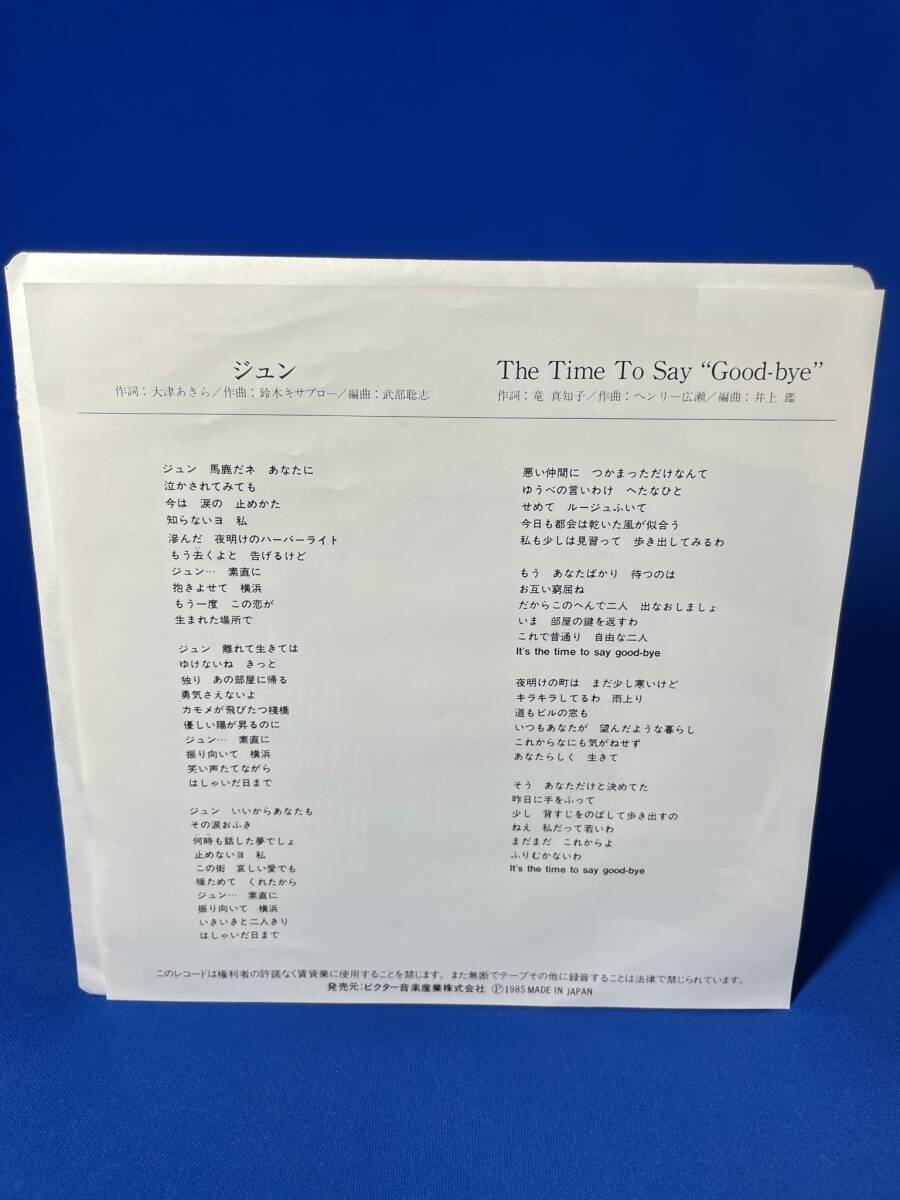 ジュン
作詞：大津あきら／作曲：鈴木キサブロー／編曲：武部聡志
ジュン　馬鹿だネ　あなたに
泣かされてみても
今は　涙の　止めかた
知らないヨ　私
滲んだ　夜明けのハーバーライト
もう去くよと　告げるけど
ジュン…　素直に
抱きよせて　横浜
もう一度　この恋が
生まれた場所で
ジュン　離れて生きては
ゆけないね　きっと
独り　あの部屋に帰る
勇気さえないよ
カモメが飛びたつ桟橋
優しい陽が昇るのに
ジュン…　素直に
振り向いて　横浜
笑い声たてながら
はしゃいだ日まで
ジュン　いいからあなたも
その涙おふき
何時も話した夢でしょ
止めないヨ　私
この街　哀しい愛でも
暖ためて　くれたから
ジュン…　素直に
振り向いて　横浜
いきいきと二人きり
はしゃいだ日まで
The Time To Say “Good-bye”
作詞：竜 真知子／作曲：ヘンリー広瀬／編曲：井上 鑑
悪い仲間に　つかまっただけなんて
ゆうべの言いわけ　へたなひと
せめて　ルージュふいて
今日も都会は乾いた風が似合う
私も少しは見習って　歩き出してみるわ
もう　あなたばかり　待つのは
お互い窮屈ね
だからこのへんで二人　出なおしましょ
いま　部屋の鍵を返すわ
これで昔通り　自由な二人
It's the time to say good-bye
夜明けの町は　まだ少し寒いけど
キラキラしてるわ　雨上り
道もビルの窓も
いつもあなたが　望んだような暮らし
これからなにも気がねせず
あなたらしく　生きて
そう　あなただけと決めてた
昨日に手をふって
少し　背すじをのばして歩き出すの
ねえ　私だって若いわ
まだまだ　これからよ
ふりむかないわ
It's the time to say good-bye
このレコードは権利者の許諾なく賃貸業に使用することを禁じます。また無断でテープその他に録音することは法律で禁じられています。
発売元：ビクター音楽産業株式会社　Ⓟ1985 MADE IN JAPAN